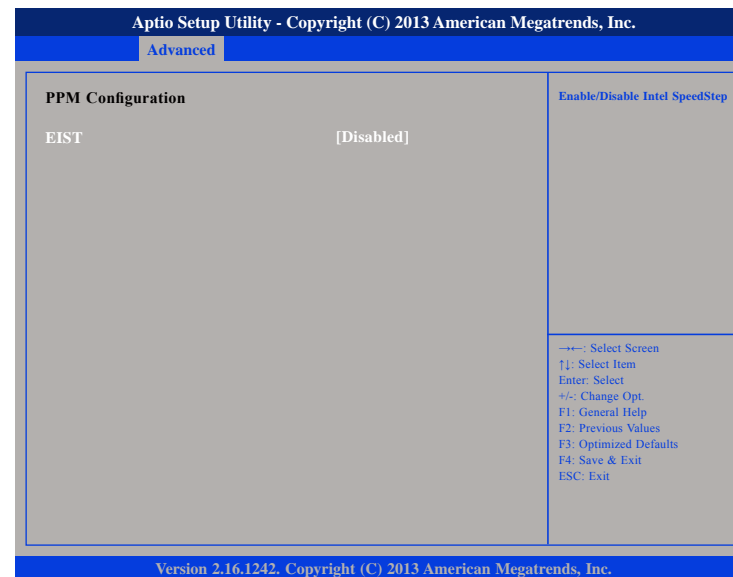 Aptio Setup Utility - Copyright (C) 2013 American Megatrends, Inc.
Advanced
PPM Configuration
EIST [Disabled]
Enable/Disable Intel SpeedStep
→←: Select Screen
↑↓: Select Item
Enter: Select
+/-: Change Opt.
F1: General Help
F2: Previous Values
F3: Optimized Defaults
F4: Save & Exit
ESC: Exit
Version 2.16.1242. Copyright (C) 2013 American Megatrends, Inc.